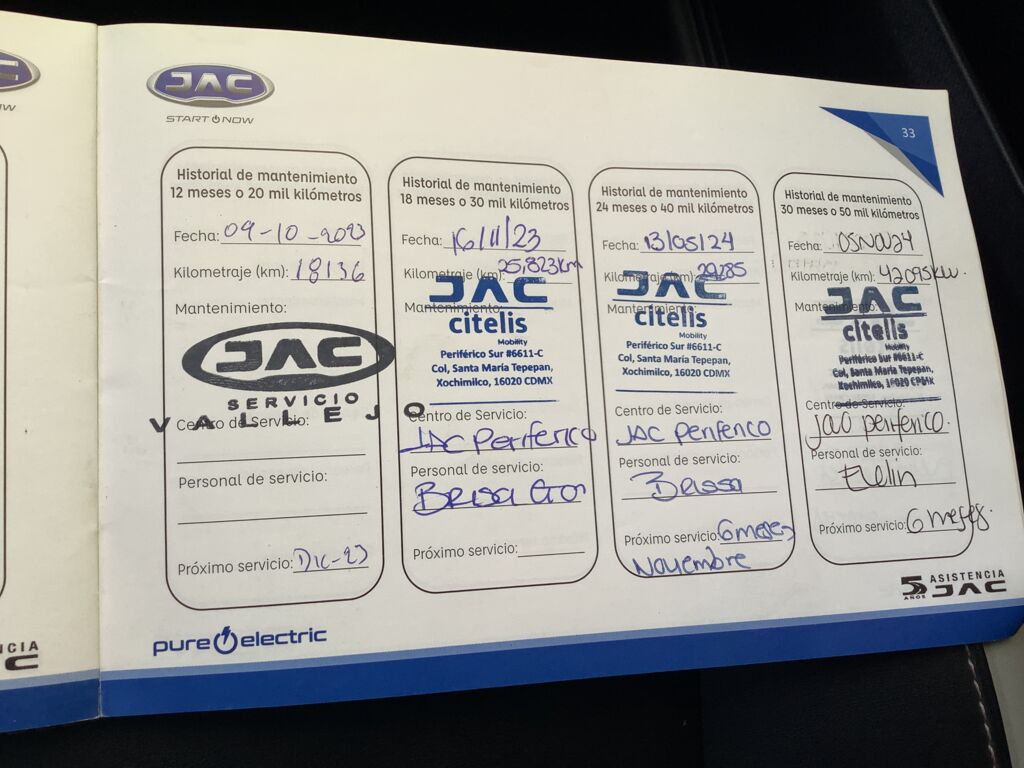 JAC
START NOW
33
Historial de mantenimiento
12 meses o 20 mil kilómetros
Fecha: 09-10-2023
Kilometraje (km): 18136
Mantenimiento:
JAC
SERVICIO
VALLEJO
Centro de Servicio:
Personal de servicio:
Próximo servicio: Dic-23
Historial de mantenimiento
18 meses o 30 mil kilómetros
Fecha: 16/11/23
Kilometraje (km): 25,823Km
Mantenimiento:
JAC
citelis
Mobility
Periférico Sur #6611-C
Col, Santa María Tepepan,
Xochimilco, 16020 CDMX
Centro de Servicio:
JAC Periferico
Personal de servicio:
Próximo servicio:
Historial de mantenimiento
24 meses o 40 mil kilómetros
Fecha: 13/05/24
Kilometraje (km): 29285
Mantenimiento:
JAC
citelis
Mobility
Periférico Sur #6611-C
Col, Santa María Tepepan,
Xochimilco, 16020 CDMX
Centro de Servicio:
JAC Periferico
Personal de servicio:
Próximo servicio: 6 meses
Noviembre
Historial de mantenimiento
30 meses o 50 mil kilómetros
Fecha: 05Nov24
Kilometraje (km): 42095km.
Mantenimiento:
JAC
citelis
Mobility
Periférico Sur #6611-C
Col, Santa María Tepepan,
Xochimilco, 16020 CDMX
Centro de Servicio:
jac periferico.
Personal de servicio:
Evelin
Próximo servicio: 6 meses.
5 AÑOS ASISTENCIA
JAC
pure electric